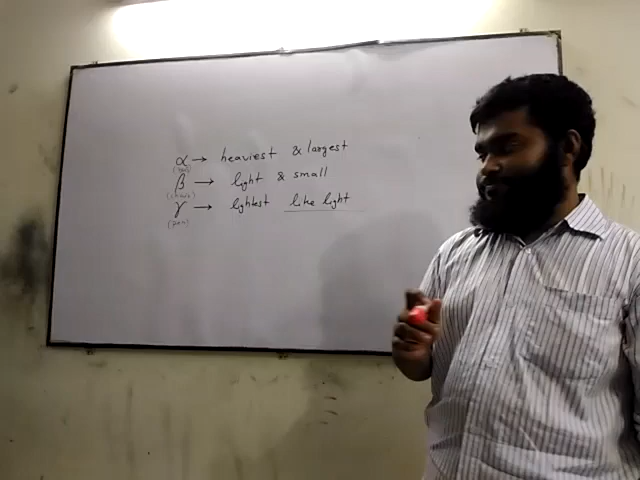 α → heaviest & largest
β → light & small
γ → lightest like light